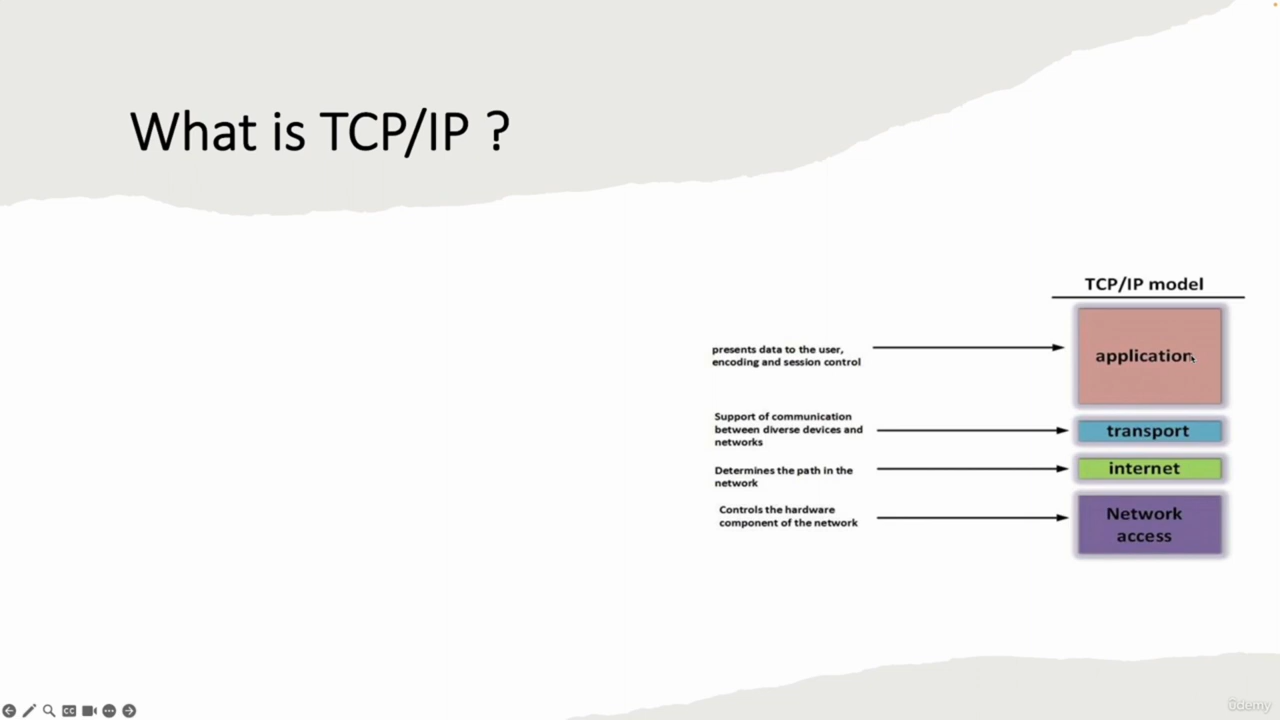 What is TCP/IP ?
TCP/IP model
presents data to the user,
encoding and session control
application
Support of communication
between diverse devices and
networks
transport
Determines the path in the
network
internet
Controls the hardware
component of the network
Network
access
CC
ûdemy